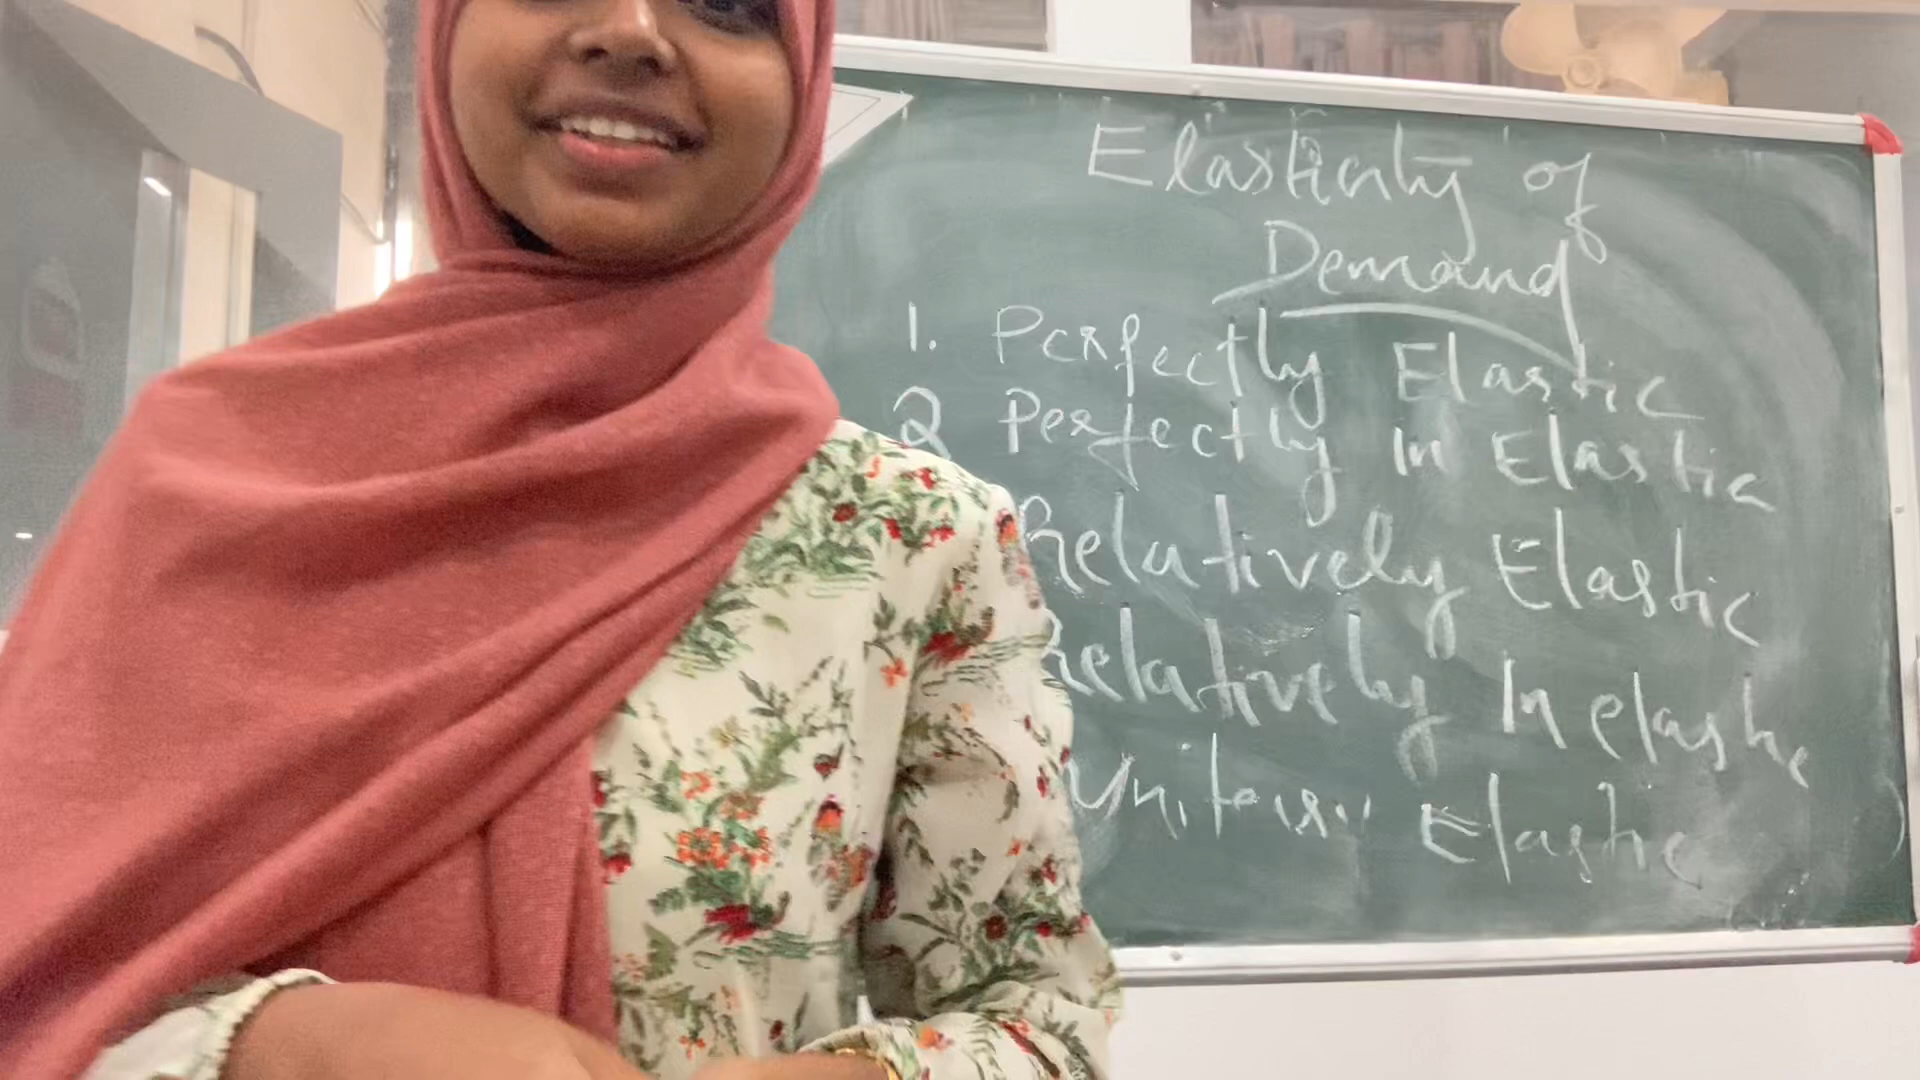 Elasticity of
Demand
1. Perfectly Elastic
2 Perfectly In Elastic
Relatively Elastic
Relatively Inelastic
Unitary Elastic